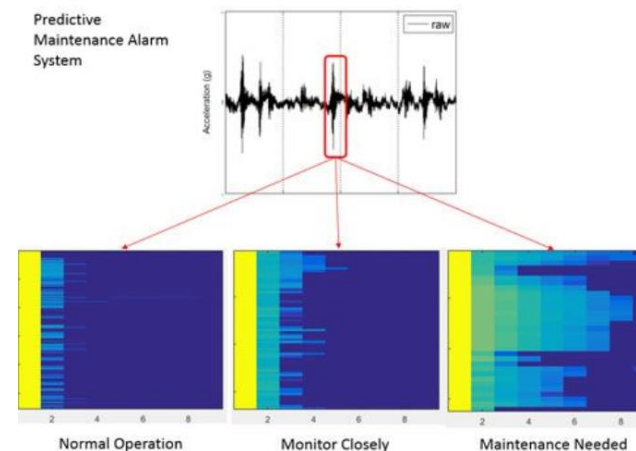 Predictive
Maintenance Alarm
System
raw
Acceleration (g)
2 4 6 8
2 4 6 8
2 4 6 8
Normal Operation
Monitor Closely
Maintenance Needed